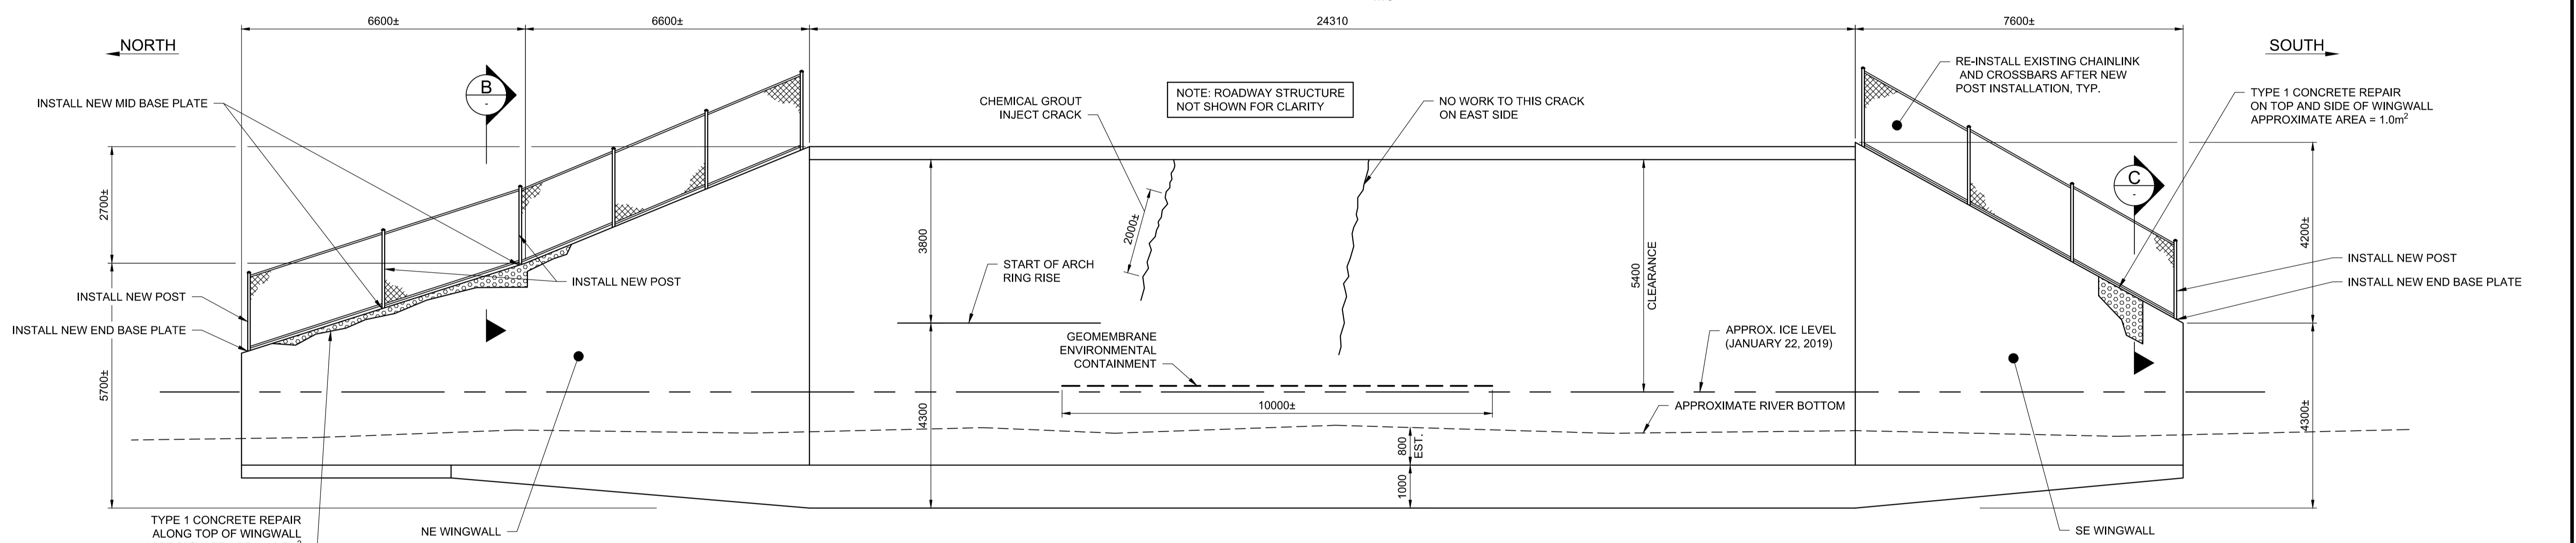 6600±
6600±
24310
7600±
NORTH
SOUTH
B
-
INSTALL NEW MID BASE PLATE
CHEMICAL GROUT
INJECT CRACK
NOTE: ROADWAY STRUCTURE
NOT SHOWN FOR CLARITY
NO WORK TO THIS CRACK
ON EAST SIDE
RE-INSTALL EXISTING CHAINLINK
AND CROSSBARS AFTER NEW
POST INSTALLATION, TYP.
TYPE 1 CONCRETE REPAIR
ON TOP AND SIDE OF WINGWALL
APPROXIMATE AREA = 1.0m²
C
-
2700±
3800
2000±
5400
CLEARANCE
4200±
START OF ARCH
RING RISE
INSTALL NEW POST
INSTALL NEW POST
INSTALL NEW END BASE PLATE
INSTALL NEW POST
INSTALL NEW END BASE PLATE
GEOMEMBRANE
ENVIRONMENTAL
CONTAINMENT
APPROX. ICE LEVEL
(JANUARY 22, 2019)
5700±
4300
10000±
APPROXIMATE RIVER BOTTOM
4300±
800
EST.
1000
TYPE 1 CONCRETE REPAIR
ALONG TOP OF WINGWALL
NE WINGWALL
SE WINGWALL